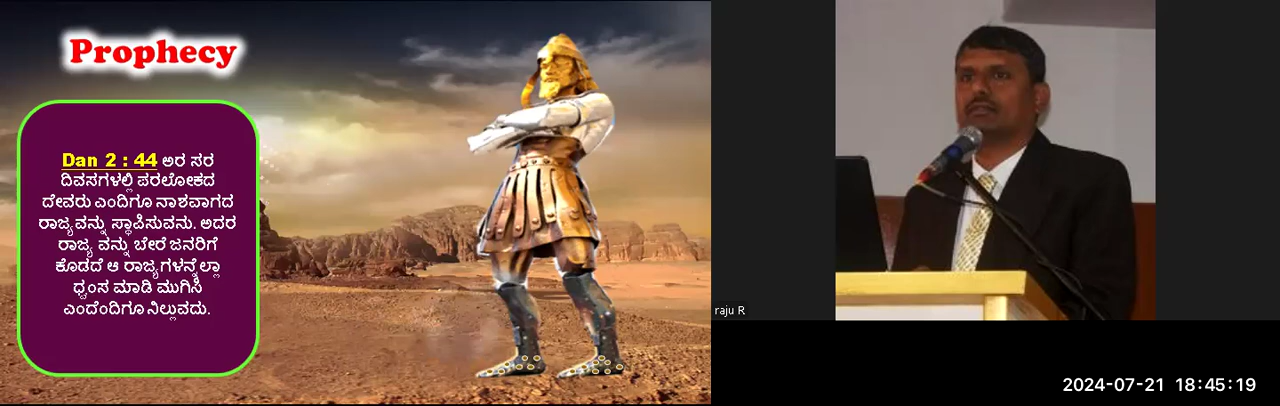 Prophecy
Dan 2 : 44 ಅರ ಸರ
ದಿವಸಗಳಲ್ಲಿ ಪರಲೋಕದ
ದೇವರು ಎಂದಿಗೂ ನಾಶವಾಗದ
ರಾಜ್ಯವನ್ನು ಸ್ಥಾಪಿಸುವನು. ಅದರ
ರಾಜ್ಯ ವನ್ನು ಬೇರೆ ಜನರಿಗೆ
ಕೊಡದೆ ಆ ರಾಜ್ಯಗಳನ್ನೆಲ್ಲಾ
ಧ್ವಂಸ ಮಾಡಿ ಮುಗಿಸಿ
ಎಂದೆಂದಿಗೂ ನಿಲ್ಲುವದು.
raju R
2024-07-21 18:45:19